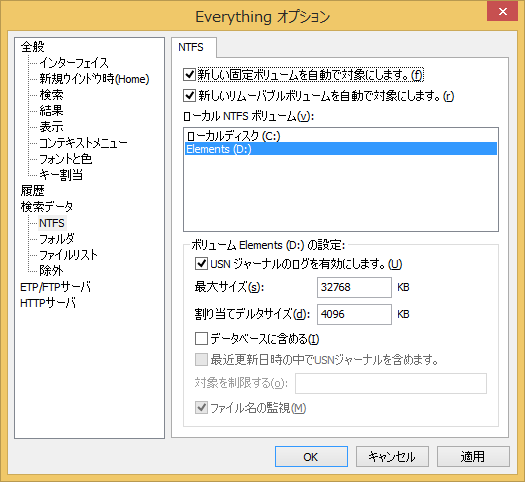 Everything オプション
全般
インターフェイス
新規ウインドウ時(Home)
検索
結果
表示
コンテキストメニュー
フォントと色
キー割当
履歴
検索データ
NTFS
フォルダ
ファイルリスト
除外
ETP/FTPサーバ
HTTPサーバ
NTFS
新しい固定ボリュームを自動で対象にします。(f)
新しいリムーバブルボリュームを自動で対象にします。(r)
ローカル NTFS ボリューム(v):
ローカルディスク (C:)
Elements (D:)
ボリューム Elements (D:) の設定:
USN ジャーナルのログを有効にします。(U)
最大サイズ(s): 32768 KB
割り当てデルタサイズ(d): 4096 KB
データベースに含める(I)
最近更新日時の中でUSNジャーナルを含めます。
対象を制限する(o):
ファイル名の監視(M)
OK キャンセル 適用